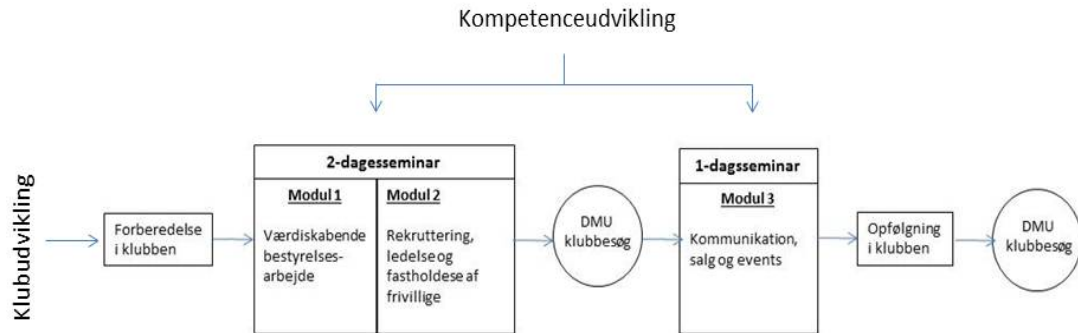 Kompetenceudvikling
Klubudvikling
Forberedelse
i klubben
2-dagesseminar
Modul 1
Værdiskabende
bestyrelses-
arbejde
Modul 2
Rekruttering,
ledelse og
fastholdese af
frivillige
DMU
klubbesøg
1-dagsseminar
Modul 3
Kommunikation,
salg og events
Opfølgning
i klubben
DMU
klubbesøg